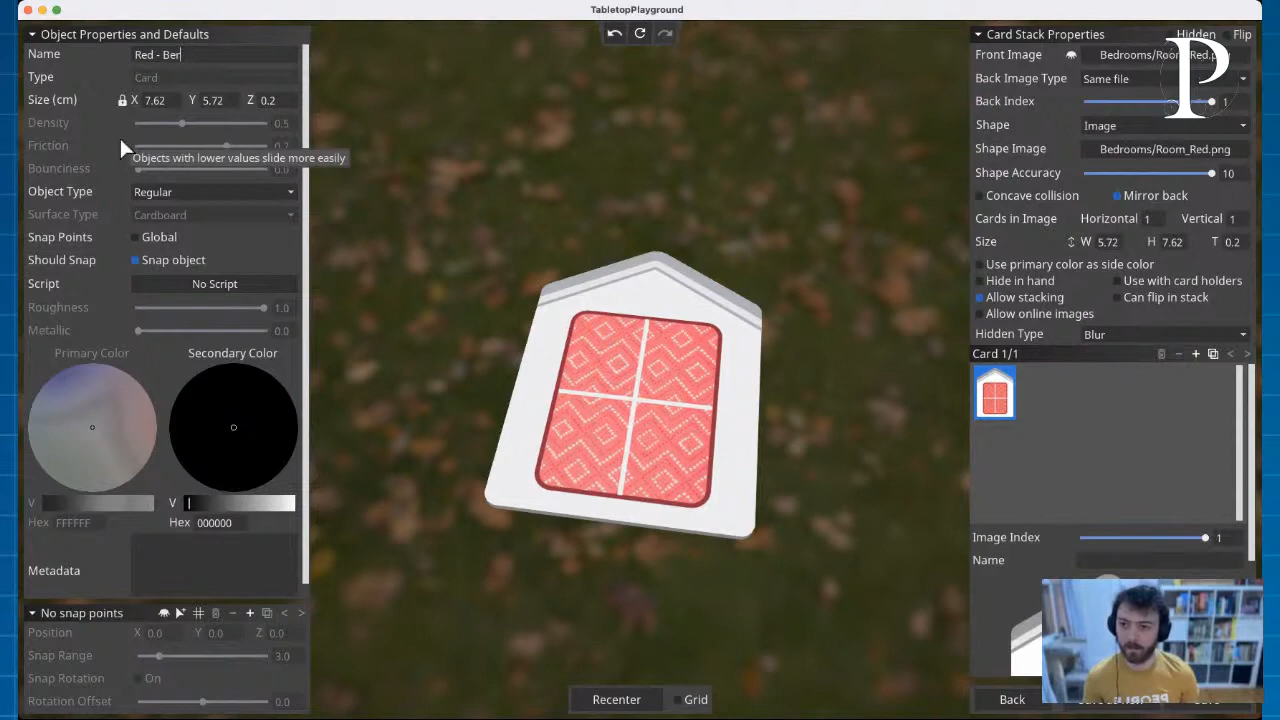 TabletopPlayground
Object Properties and Defaults
Name Red - Ber
Type Card
Size (cm) X 7.62 Y 5.72 Z 0.2
Density 0.5
Friction
Objects with lower values slide more easily
Bounciness 0.0
Object Type Regular
Surface Type Cardboard
Snap Points Global
Should Snap Snap object
Script No Script
Roughness 1.0
Metallic 0.0
Primary Color Secondary Color
V V
Hex FFFFFF Hex 000000
Metadata
No snap points
Position X 0.0 Y 0.0 Z 0.0
Snap Range 3.0
Snap Rotation On
Rotation Offset 0.0
Recenter Grid
Card Stack Properties Hidden Flip
Front Image Bedrooms/Room_Red.png
Back Image Type Same file
Back Index 1
P
Shape Image
Shape Image Bedrooms/Room_Red.png
Shape Accuracy 10
Concave collision Mirror back
Cards in Image Horizontal 1 Vertical 1
Size W 5.72 H 7.62 T 0.2
Use primary color as side color
Hide in hand Use with card holders
Allow stacking Can flip in stack
Allow online images
Hidden Type Blur
Card 1/1
Image Index 1
Name
Back